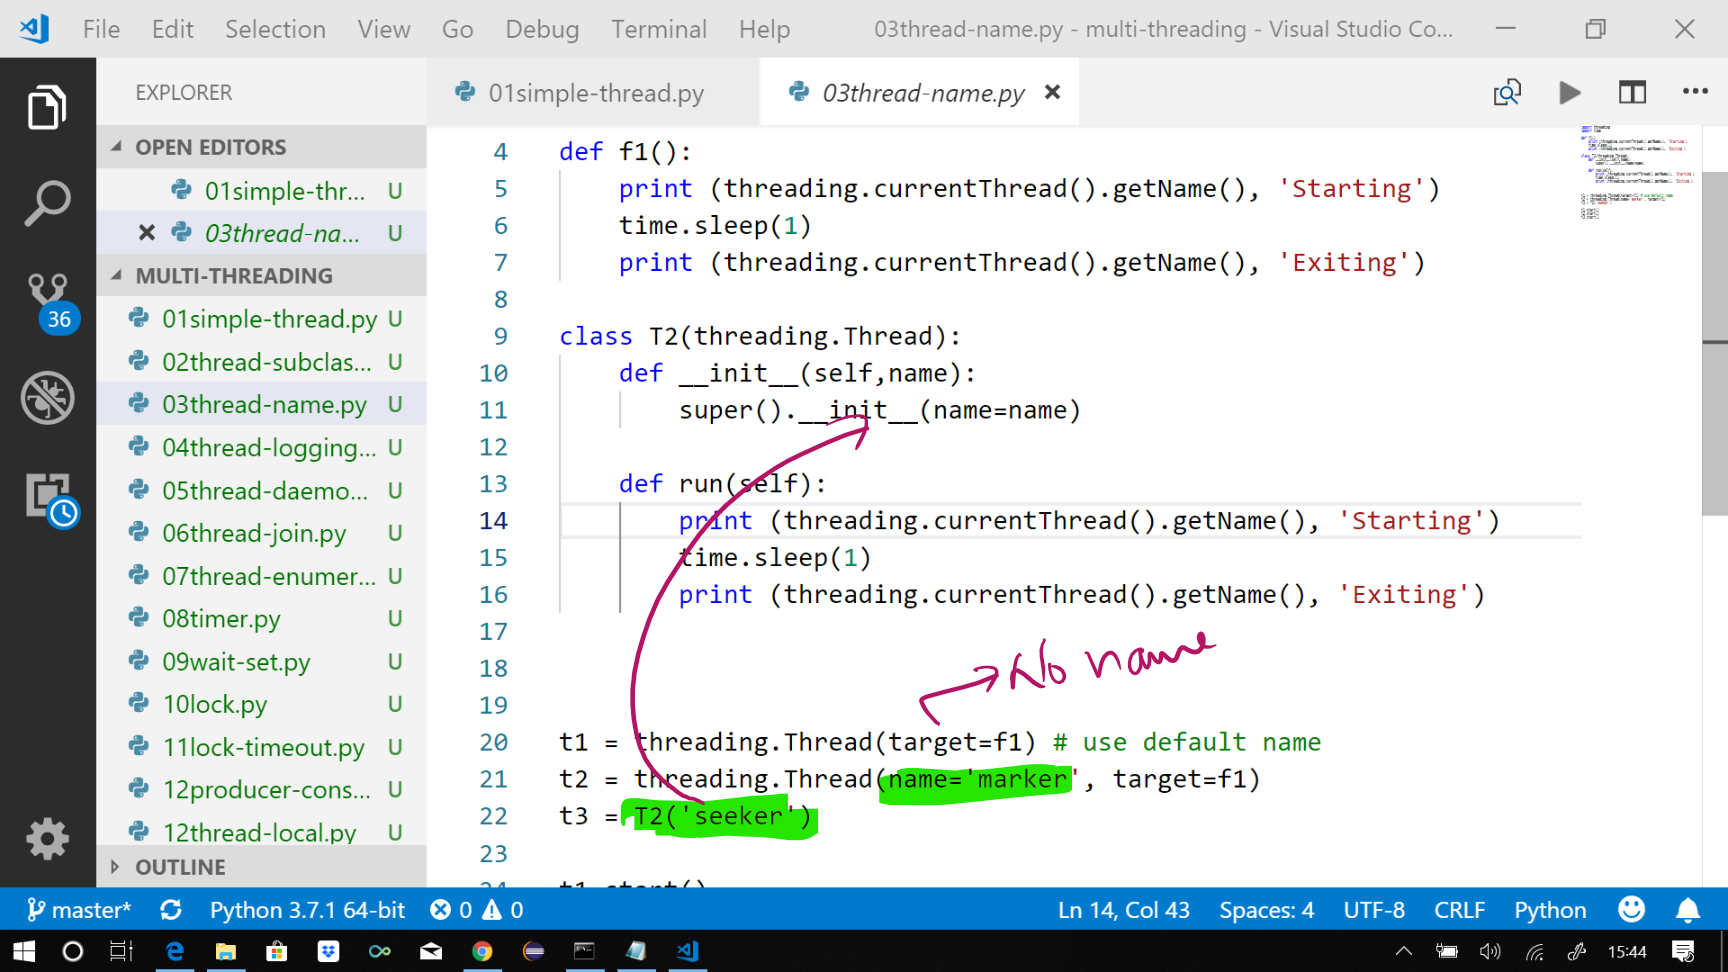 File Edit Selection View Go Debug Terminal Help 03thread-name.py - multi-threading - Visual Studio Co...
EXPLORER
01simple-thread.py 03thread-name.py
OPEN EDITORS
01simple-thr... U
03thread-na... U
MULTI-THREADING
01simple-thread.py U
02thread-subclas... U
03thread-name.py U
04thread-logging... U
05thread-daemo... U
06thread-join.py U
07thread-enumer... U
08timer.py U
09wait-set.py U
10lock.py U
11lock-timeout.py U
12producer-cons... U
12thread-local.py U
OUTLINE
36
4 def f1():
5 print (threading.currentThread().getName(), 'Starting')
6 time.sleep(1)
7 print (threading.currentThread().getName(), 'Exiting')
8
9 class T2(threading.Thread):
10 def __init__(self,name):
11 super().__init__(name=name)
12
13 def run(self):
14 print (threading.currentThread().getName(), 'Starting')
15 time.sleep(1)
16 print (threading.currentThread().getName(), 'Exiting')
17
18
19
No name
20 t1 = threading.Thread(target=f1) # use default name
21 t2 = threading.Thread(name='marker', target=f1)
22 t3 = T2('seeker')
23
24 t1.start()
master* Python 3.7.1 64-bit 0 0 Ln 14, Col 43 Spaces: 4 UTF-8 CRLF Python
15:44